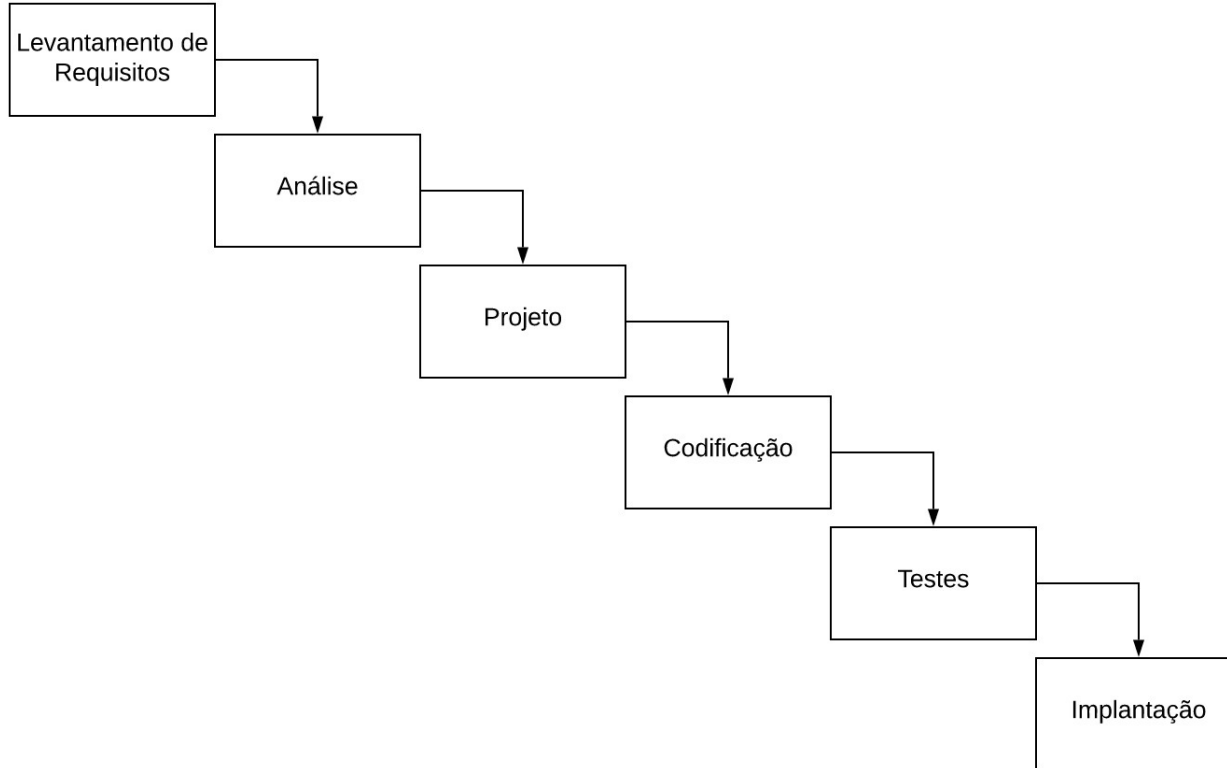 Levantamento de
Requisitos
Análise
Projeto
Codificação
Testes
Implantação